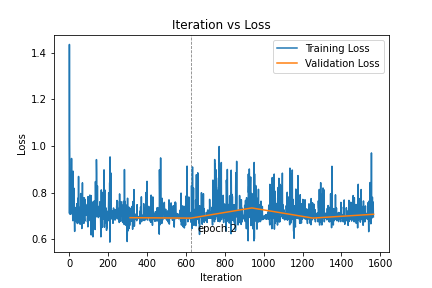 Iteration vs Loss
Training Loss
Validation Loss
1.4
1.2
1.0
0.8
0.6
Loss
epoch 2
0
200
400
600
800
1000
1200
1400
1600
Iteration